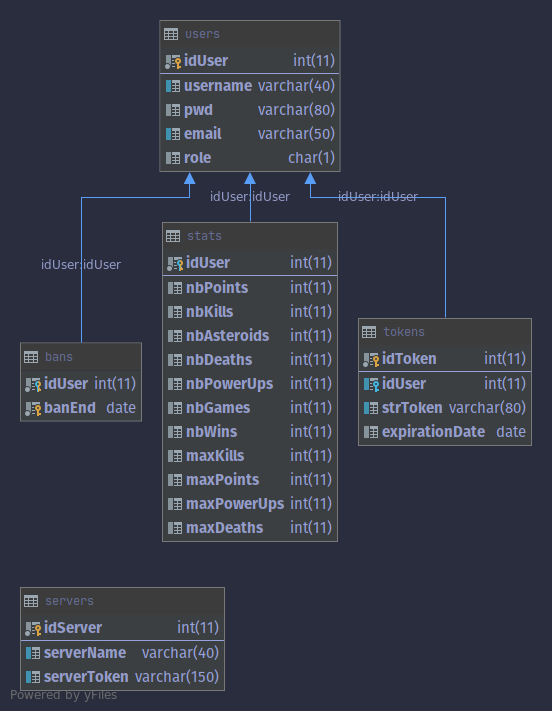 users
idUser int(11)
username varchar(40)
pwd varchar(80)
email varchar(50)
role char(1)
idUser:idUser
idUser:idUser
idUser:idUser
stats
idUser int(11)
nbPoints int(11)
nbKills int(11)
nbAsteroids int(11)
nbDeaths int(11)
nbPowerUps int(11)
nbGames int(11)
nbWins int(11)
maxKills int(11)
maxPoints int(11)
maxPowerUps int(11)
maxDeaths int(11)
bans
idUser int(11)
banEnd date
tokens
idToken int(11)
idUser int(11)
strToken varchar(80)
expirationDate date
servers
idServer int(11)
serverName varchar(40)
serverToken varchar(150)
Powered by yFiles